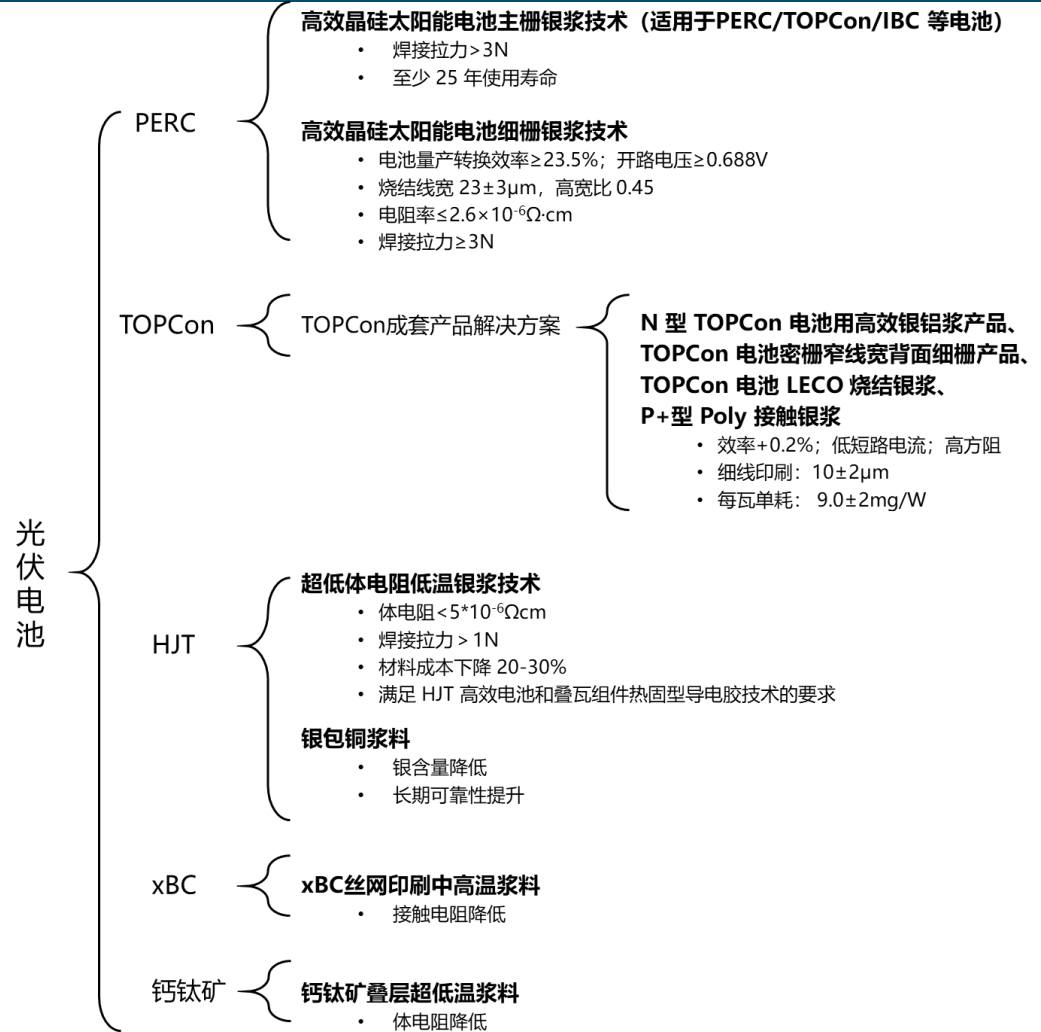 高效晶硅太阳能电池主栅银浆技术（适用于PERC/TOPCon/IBC 等电池）
• 焊接拉力>3N
• 至少 25 年使用寿命
PERC
高效晶硅太阳能电池细栅银浆技术
• 电池量产转换效率≥23.5%；开路电压≥0.688V
• 烧结线宽 23±3μm，高宽比 0.45
• 电阻率≤2.6×10⁻⁶Ω·cm
• 焊接拉力≥3N
TOPCon
TOPCon成套产品解决方案
N 型 TOPCon 电池用高效银铝浆产品、
TOPCon 电池密栅窄线宽背面细栅产品、
TOPCon 电池 LECO 烧结银浆、
P+型 Poly 接触银浆
• 效率+0.2%；低短路电流；高方阻
• 细线印刷：10±2μm
• 每瓦单耗： 9.0±2mg/W
光伏电池
HJT
超低体电阻低温银浆技术
• 体电阻<5*10⁻⁶Ωcm
• 焊接拉力＞1N
• 材料成本下降 20-30%
• 满足 HJT 高效电池和叠瓦组件热固型导电胶技术的要求
银包铜浆料
• 银含量降低
• 长期可靠性提升
xBC
xBC丝网印刷中高温浆料
• 接触电阻降低
钙钛矿
钙钛矿叠层超低温浆料
• 体电阻降低